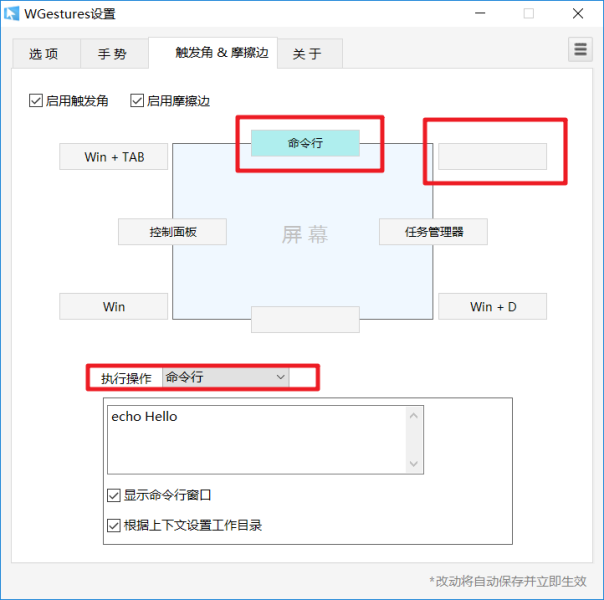 WGestures设置
选 项 手 势 触发角 & 摩擦边 关 于
启用触发角 启用摩擦边
命令行
Win + TAB
控制面板 屏 幕 任务管理器
Win Win + D
执行操作 命令行
echo Hello
显示命令行窗口
根据上下文设置工作目录
*改动将自动保存并立即生效